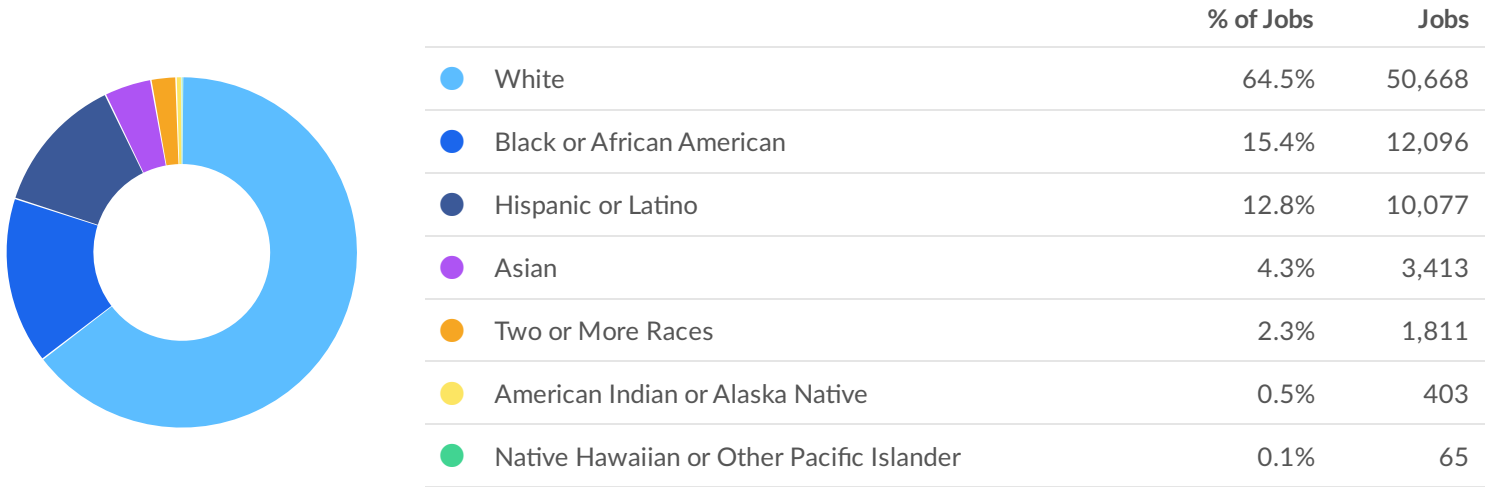 % of Jobs Jobs
White 64.5% 50,668
Black or African American 15.4% 12,096
Hispanic or Latino 12.8% 10,077
Asian 4.3% 3,413
Two or More Races 2.3% 1,811
American Indian or Alaska Native 0.5% 403
Native Hawaiian or Other Pacific Islander 0.1% 65